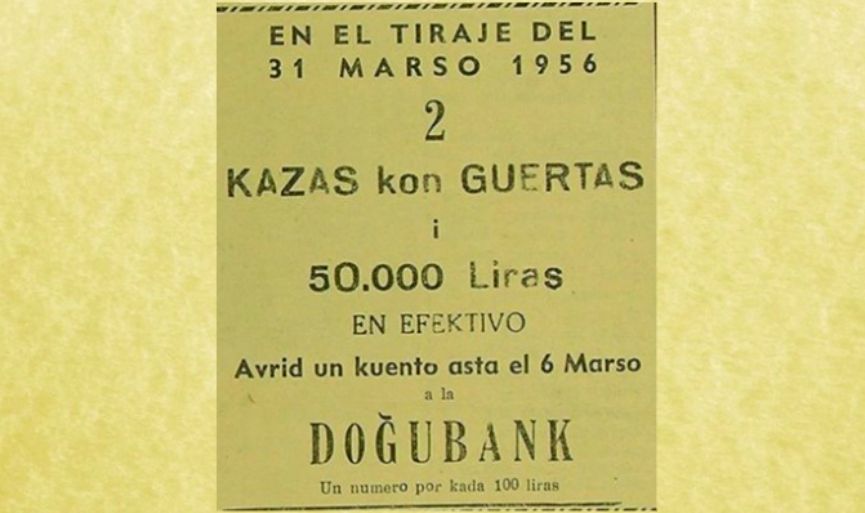 EN EL TIRAJE DEL
31 MARSO 1956
2
KAZAS kon GUERTAS
i
50.000 Liras
EN EFEKTIVO
Avrid un kuento asta el 6 Marso
a la
DOĞUBANK
Un numero por kada 100 liras